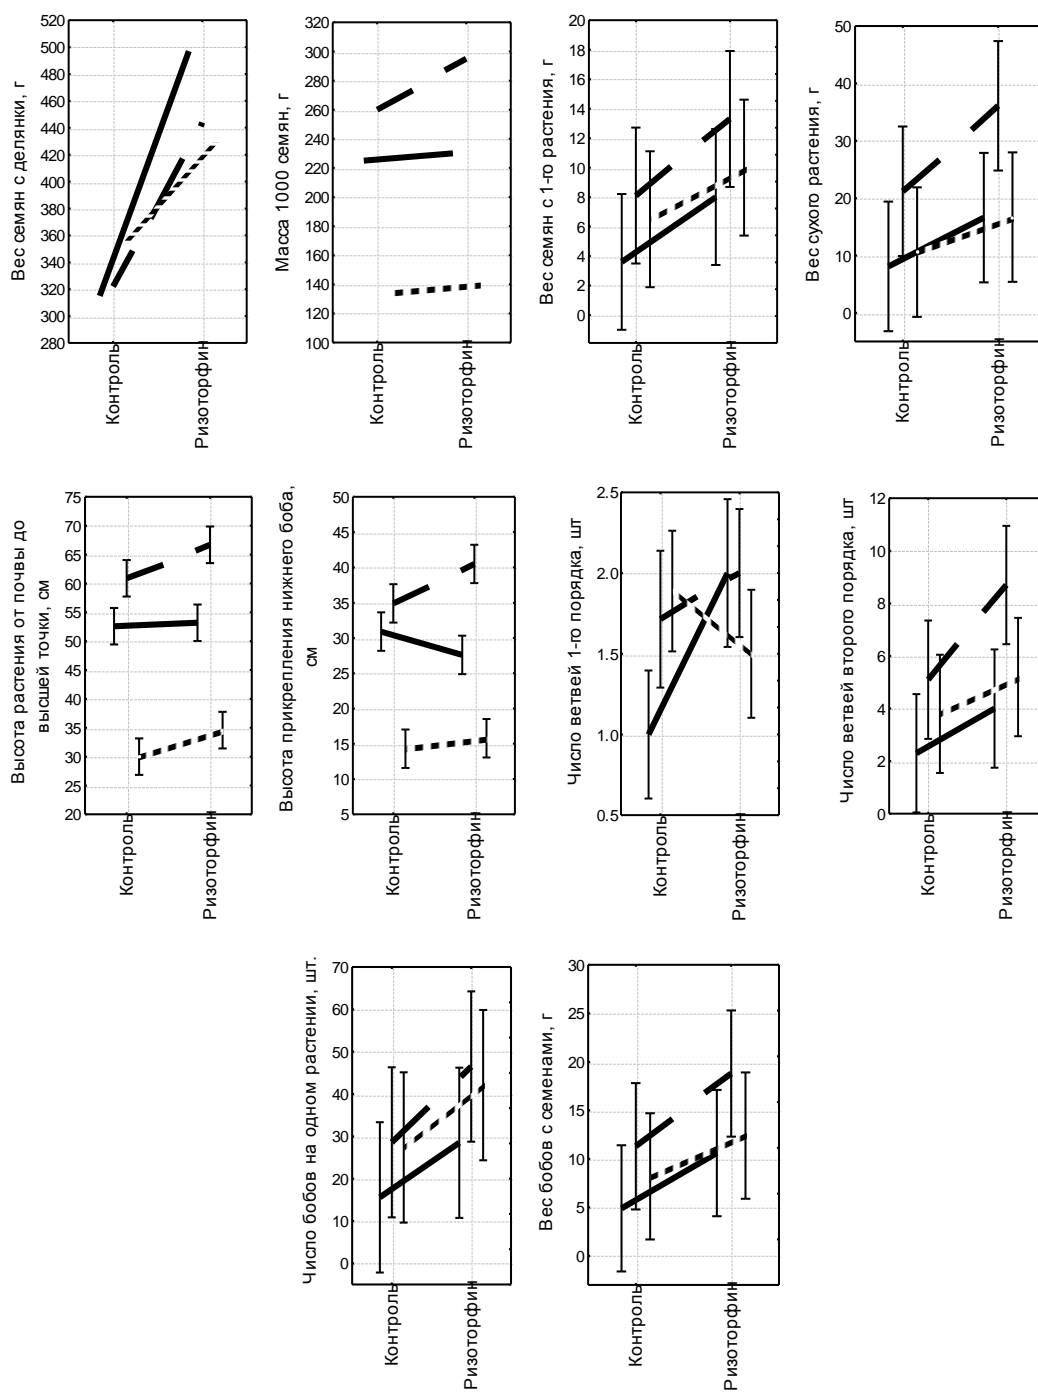 Вес семян с делянки, г
520
500
480
460
440
420
400
380
360
340
320
300
280
Контроль
Ризоторфин
Масса 1000 семян, г
320
300
280
260
240
220
200
180
160
140
120
100
Контроль
Ризоторфин
Вес семян с 1-го растения, г
20
18
16
14
12
10
8
6
4
2
0
Контроль
Ризоторфин
Вес сухого растения, г
50
40
30
20
10
0
Контроль
Ризоторфин
Высота растения от почвы до
высшей точки, см
75
70
65
60
55
50
45
40
35
30
25
20
Контроль
Ризоторфин
Высота прикрепления нижнего боба,
см
50
45
40
35
30
25
20
15
10
5
Контроль
Ризоторфин
Число ветвей 1-го порядка, шт
2.5
2.0
1.5
1.0
0.5
Контроль
Ризоторфин
Число ветвей второго порядка, шт
12
10
8
6
4
2
0
Контроль
Ризоторфин
Число бобов на одном растении, шт.
70
60
50
40
30
20
10
0
Контроль
Ризоторфин
Вес бобов с семенами, г
30
25
20
15
10
5
0
Контроль
Ризоторфин